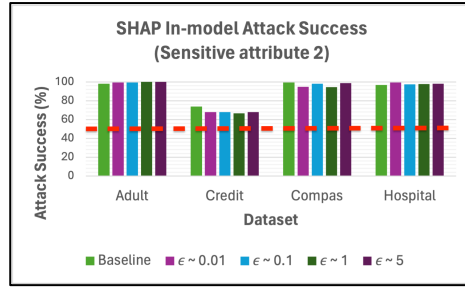 SHAP In-model Attack Success
(Sensitive attribute 2)
Attack Success (%)
100
80
60
40
20
0
Adult Credit Compas Hospital
Dataset
Baseline ϵ ~ 0.01 ϵ ~ 0.1 ϵ ~ 1 ϵ ~ 5